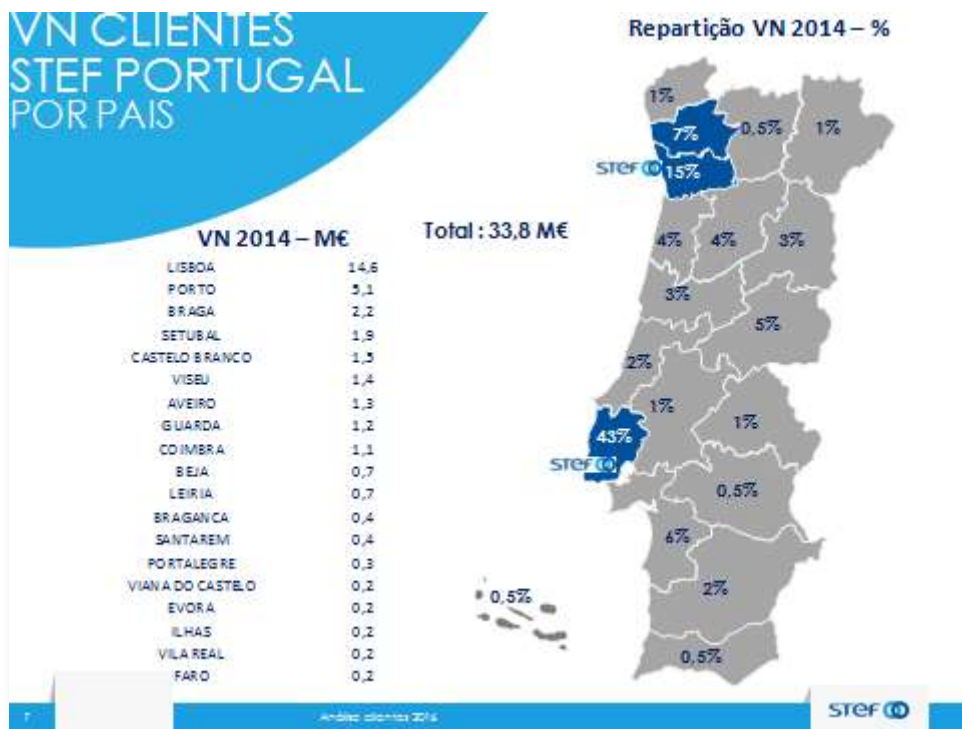 VN CLIENTES
STEF PORTUGAL
POR PAIS
Repartição VN 2014 – %
VN 2014 – M€
Total : 33,8 M€
LISBOA 14,6
PORTO 5,1
BRAGA 2,2
SETUBAL 1,9
CASTELO BRANCO 1,5
VISEU 1,4
AVEIRO 1,3
GUARDA 1,2
COIMBRA 1,1
BEJA 0,7
LEIRIA 0,7
BRAGANCA 0,4
SANTAREM 0,4
PORTALEGRE 0,3
VIANA DO CASTELO 0,2
EVORA 0,2
ILHAS 0,2
VILA REAL 0,2
FARO 0,2
1%
7%
0,5%
1%
STEF
15%
4%
4%
3%
3%
5%
2%
1%
1%
43%
STEF
0,5%
6%
2%
0,5%
0,5%
7
Análise clientes 2016
STEF